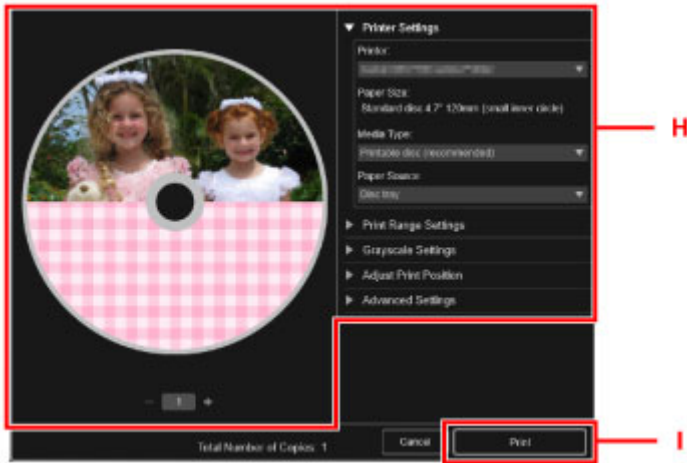 Printer Settings
Printer:
Paper Size:
Standard disc 4.7" 120mm (small inner circle)
H
Media Type:
Printable disc (recommended)
Paper Source:
Disc tray
Print Range Settings
Grayscale Settings
Adjust Print Position
Advanced Settings
1
Total Number of Copies: 1
Cancel
Print
I